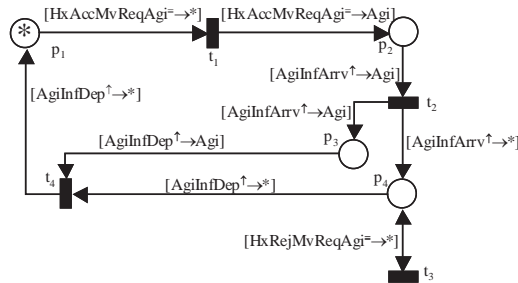 [HxAccMvReqAgi⁼→*] [HxAccMvReqAgi⁼→Agi]
*
p₁
t₁
p₂
[AgiInfArrv↑→Agi]
[AgiInfDep↑→*]
t₂
[AgiInfArrv↑→Agi]
[AgiInfDep↑→Agi]
p₃
[AgiInfArrv↑→*]
t₄
[AgiInfDep↑→*]
p₄
[HxRejMvReqAgi⁼→*]
t₃